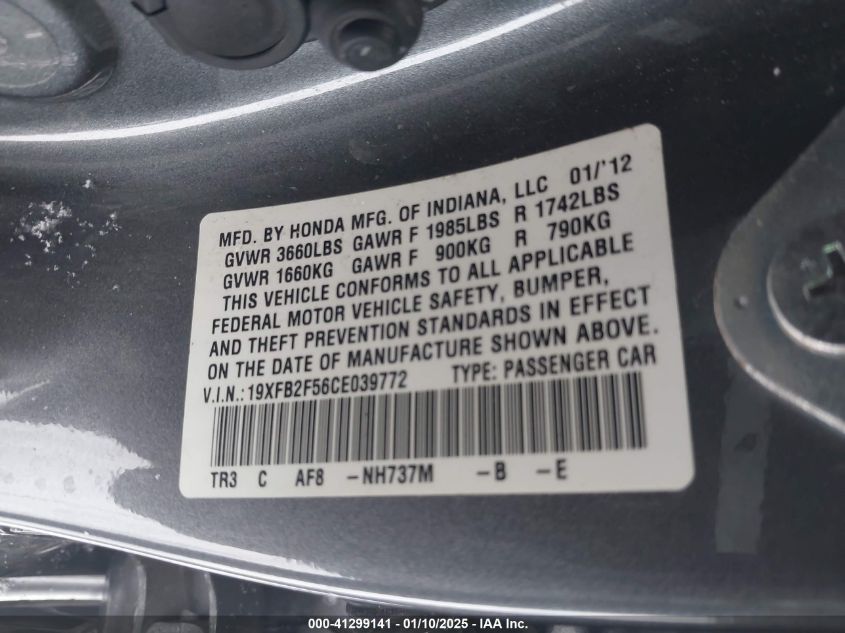 MFD. BY HONDA MFG. OF INDIANA, LLC 01/'12
GVWR 3660LBS GAWR F 1985LBS R 1742LBS
GVWR 1660KG GAWR F 900KG R 790KG
THIS VEHICLE CONFORMS TO ALL APPLICABLE
FEDERAL MOTOR VEHICLE SAFETY, BUMPER,
AND THEFT PREVENTION STANDARDS IN EFFECT
ON THE DATE OF MANUFACTURE SHOWN ABOVE.
V.I.N.:19XFB2F56CE039772 TYPE: PASSENGER CAR
TR3 C AF8 -NH737M -B -E
000-41299141 - 01/10/2025 - IAA Inc.